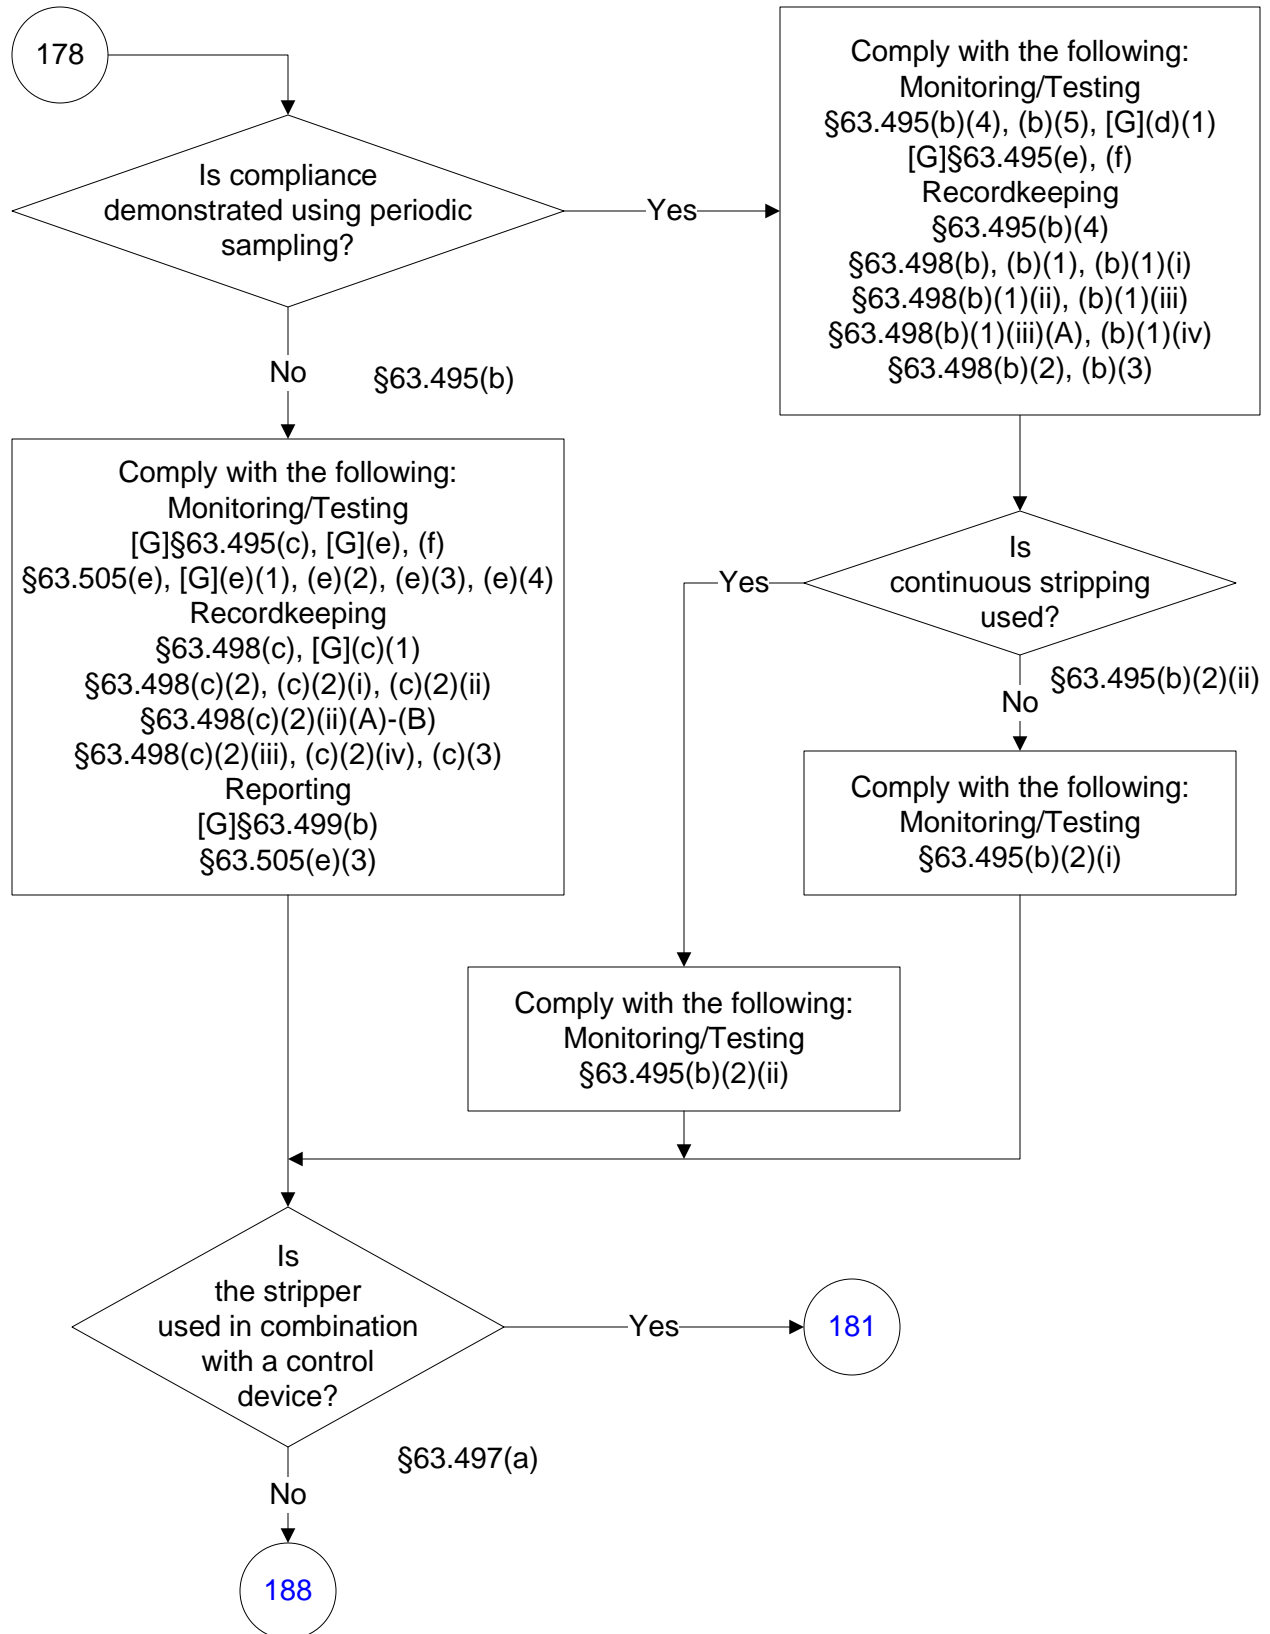 178
Is compliance
demonstrated using periodic
sampling?
Yes
Comply with the following:
Monitoring/Testing
§63.495(b)(4), (b)(5), [G](d)(1)
[G]§63.495(e), (f)
Recordkeeping
§63.495(b)(4)
§63.498(b), (b)(1), (b)(1)(i)
§63.498(b)(1)(ii), (b)(1)(iii)
§63.498(b)(1)(iii)(A), (b)(1)(iv)
§63.498(b)(2), (b)(3)
No
§63.495(b)
Comply with the following:
Monitoring/Testing
[G]§63.495(c), [G](e), (f)
§63.505(e), [G](e)(1), (e)(2), (e)(3), (e)(4)
Recordkeeping
§63.498(c), [G](c)(1)
§63.498(c)(2), (c)(2)(i), (c)(2)(ii)
§63.498(c)(2)(ii)(A)-(B)
§63.498(c)(2)(iii), (c)(2)(iv), (c)(3)
Reporting
[G]§63.499(b)
§63.505(e)(3)
Is
continuous stripping
used?
Yes
No
§63.495(b)(2)(ii)
Comply with the following:
Monitoring/Testing
§63.495(b)(2)(i)
Comply with the following:
Monitoring/Testing
§63.495(b)(2)(ii)
Is
the stripper
used in combination
with a control
device?
Yes
181
§63.497(a)
No
188